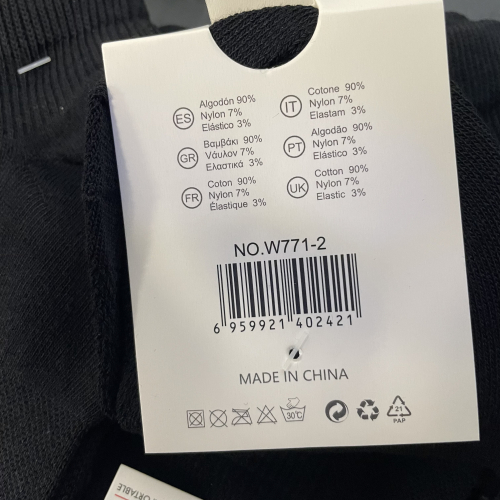 ES
Algodón 90%
Nylon 7%
Elástico 3%
IT
Cotone 90%
Nylon 7%
Elastam 3%
GR
Βαμβάκι 90%
Νάυλον 7%
Ελαστικά 3%
PT
Algodão 90%
Nylon 7%
Elástico 3%
FR
Coton 90%
Nylon 7%
Élastique 3%
UK
Cotton 90%
Nylon 7%
Elastic 3%
NO.W771-2
6 959921 402421
MADE IN CHINA
30℃
21
PAP